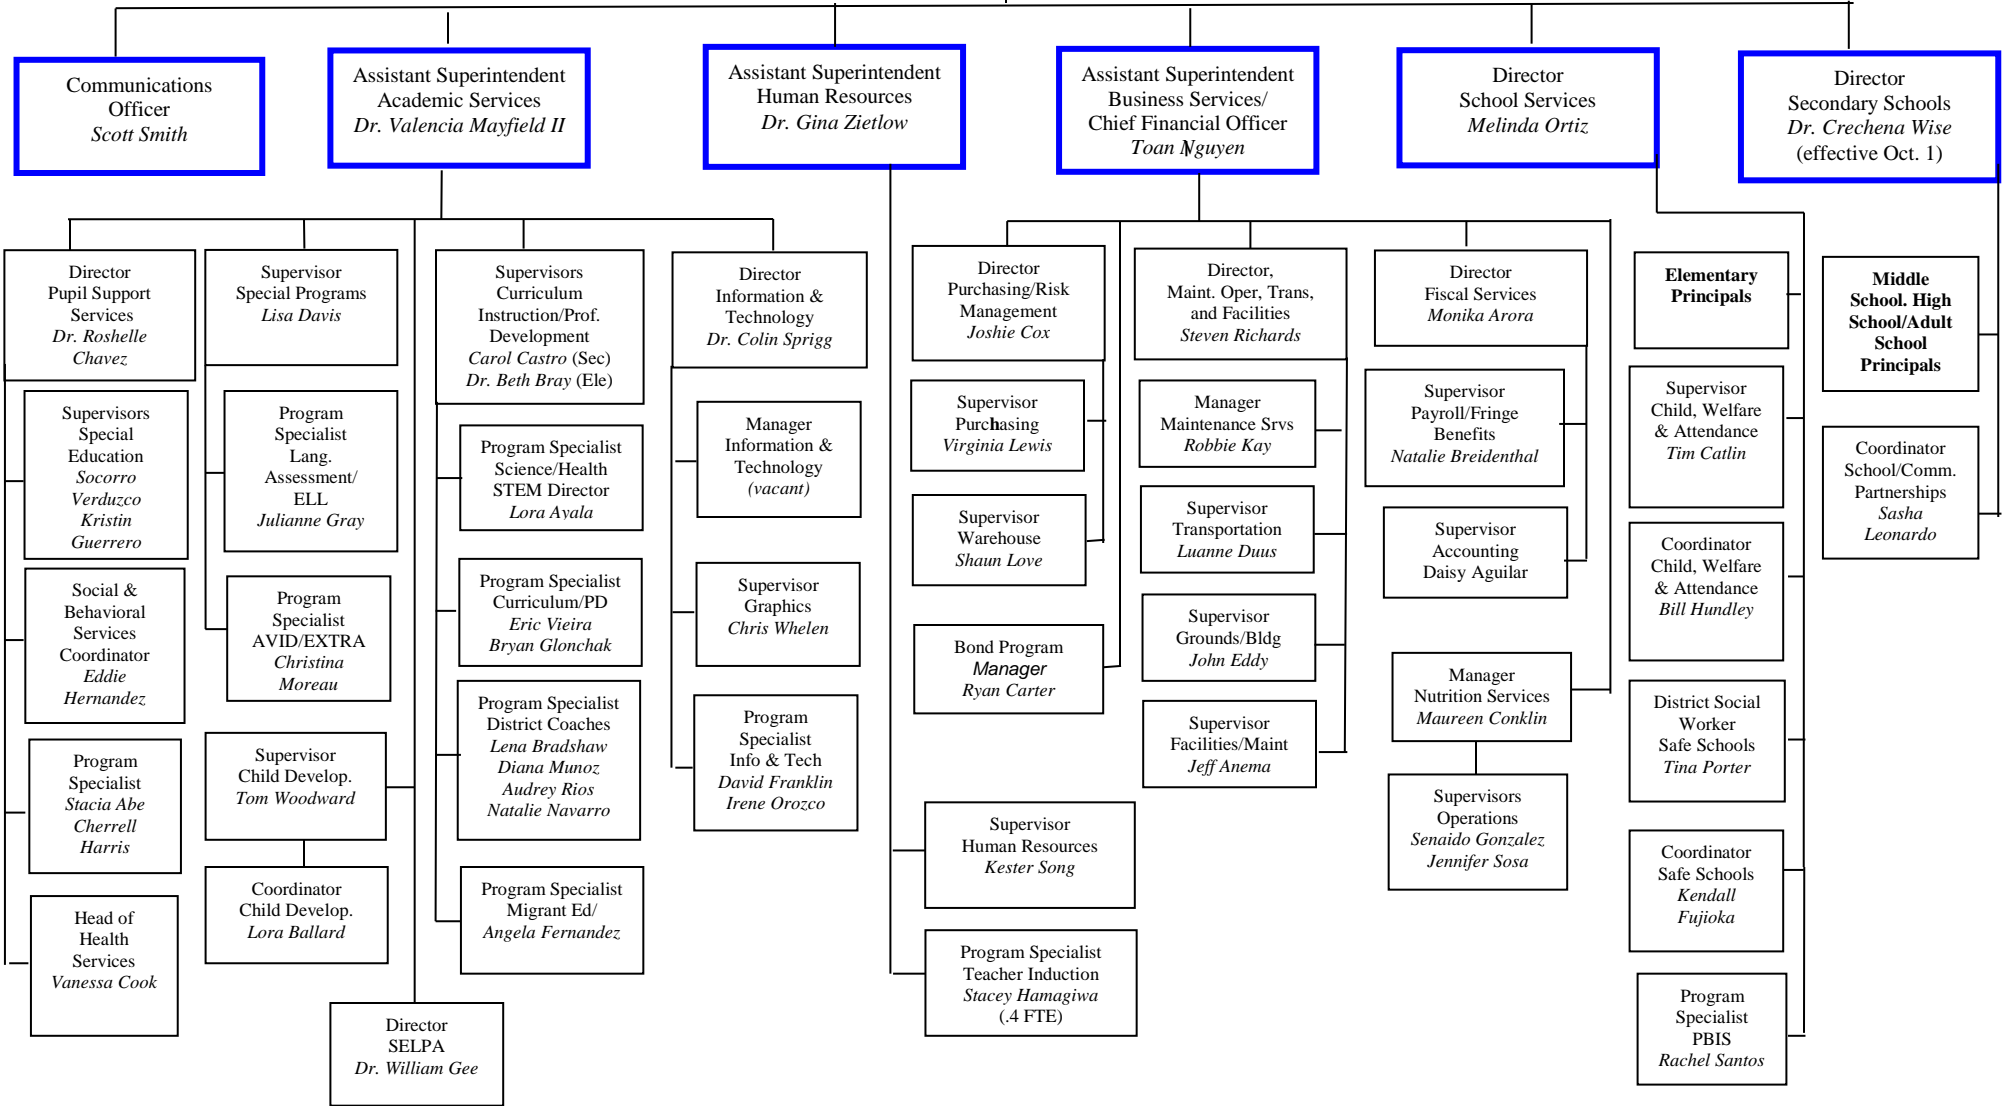 Communications
Officer
Scott Smith
Assistant Superintendent
Academic Services
Dr. Valencia Mayfield II
Assistant Superintendent
Human Resources
Dr. Gina Zietlow
Assistant Superintendent
Business Services/
Chief Financial Officer
Toan Nguyen
Director
School Services
Melinda Ortiz
Director
Secondary Schools
Dr. Crechena Wise
(effective Oct. 1)
Director
Pupil Support
Services
Dr. Roshelle
Chavez
Supervisors
Special
Education
Socorro
Verduzco
Kristin
Guerrero
Social &
Behavioral
Services
Coordinator
Eddie
Hernandez
Program
Specialist
Stacia Abe
Cherrell
Harris
Head of
Health
Services
Vanessa Cook
Supervisor
Special Programs
Lisa Davis
Program
Specialist
Lang.
Assessment/
ELL
Julianne Gray
Program
Specialist
AVID/EXTRA
Christina
Moreau
Supervisor
Child Develop.
Tom Woodward
Coordinator
Child Develop.
Lora Ballard
Director
SELPA
Dr. William Gee
Supervisors
Curriculum
Instruction/Prof.
Development
Carol Castro (Sec)
Dr. Beth Bray (Ele)
Program Specialist
Science/Health
STEM Director
Lora Ayala
Program Specialist
Curriculum/PD
Eric Vieira
Bryan Glonchak
Program Specialist
District Coaches
Lena Bradshaw
Diana Munoz
Audrey Rios
Natalie Navarro
Program Specialist
Migrant Ed/
Angela Fernandez
Director
Information &
Technology
Dr. Colin Sprigg
Manager
Information &
Technology
(vacant)
Supervisor
Graphics
Chris Whelen
Program
Specialist
Info & Tech
David Franklin
Irene Orozco
Supervisor
Human Resources
Kester Song
Program Specialist
Teacher Induction
Stacey Hamagiwa
(.4 FTE)
Director
Purchasing/Risk
Management
Joshie Cox
Supervisor
Purchasing
Virginia Lewis
Supervisor
Warehouse
Shaun Love
Bond Program
Manager
Ryan Carter
Director,
Maint. Oper, Trans,
and Facilities
Steven Richards
Manager
Maintenance Srvs
Robbie Kay
Supervisor
Transportation
Luanne Duus
Supervisor
Grounds/Bldg
John Eddy
Supervisor
Facilities/Maint
Jeff Anema
Director
Fiscal Services
Monika Arora
Supervisor
Payroll/Fringe
Benefits
Natalie Breidenthal
Supervisor
Accounting
Daisy Aguilar
Manager
Nutrition Services
Maureen Conklin
Supervisors
Operations
Senaido Gonzalez
Jennifer Sosa
Elementary
Principals
Supervisor
Child, Welfare
& Attendance
Tim Catlin
Coordinator
Child, Welfare
& Attendance
Bill Hundley
District Social
Worker
Safe Schools
Tina Porter
Coordinator
Safe Schools
Kendall
Fujioka
Program
Specialist
PBIS
Rachel Santos
Middle
School. High
School/Adult
School
Principals
Coordinator
School/Comm.
Partnerships
Sasha
Leonardo